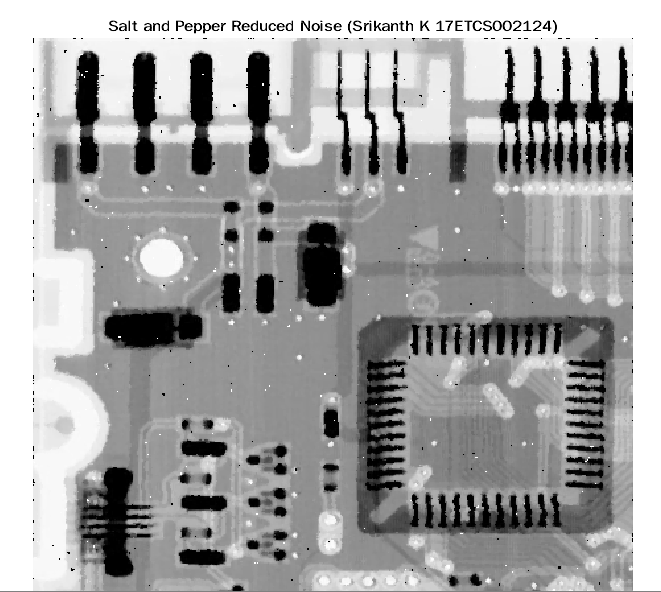 Salt and Pepper Reduced Noise (Srikanth K 17ETCS002124)